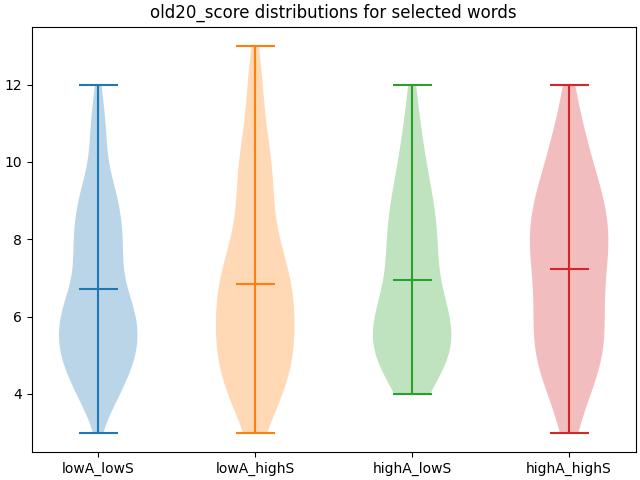 old20_score distributions for selected words
12
10
8
6
4
lowA_lowS
lowA_highS
highA_lowS
highA_highS